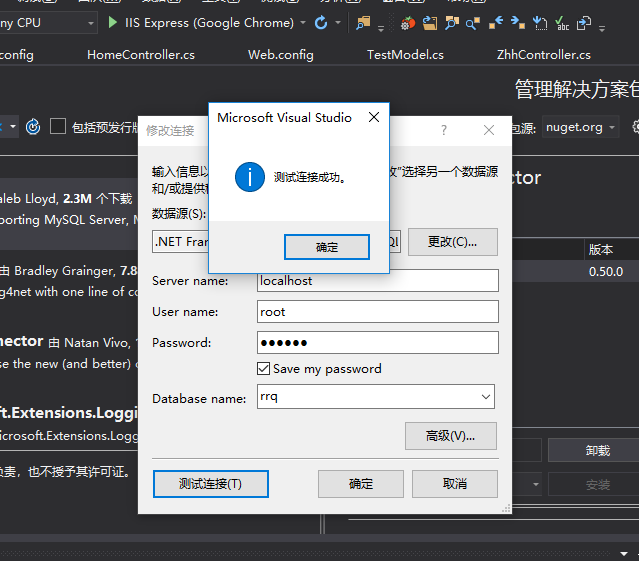 ny CPU
IIS Express (Google Chrome)
.config
HomeController.cs
Web.config
TestModel.cs
ZhhController.cs
管理解决方案包
包括预发行版
包源:
nuget.org
修改连接
Microsoft Visual Studio
测试连接成功。
确定
输入信息以
改"选择另一个数据源
和/或提供
数据源(S):
.NET Fran
更改(C)...
Server name:
localhost
User name:
root
Password:
●●●●●●
Save my password
Database name:
rrq
高级(V)...
测试连接(T)
确定
取消
aleb Lloyd, 2.3M 个下载
porting MySQL Server, M
由 Bradley Grainger, 7.8
g4net with one line of co
nector 由 Natan Vivo,
se the new (and better)
ft.Extensions.Loggi
icrosoft.Extensions.Logg
负责，也不授予其许可证。
ctor
版本
0.50.0
卸载
安装